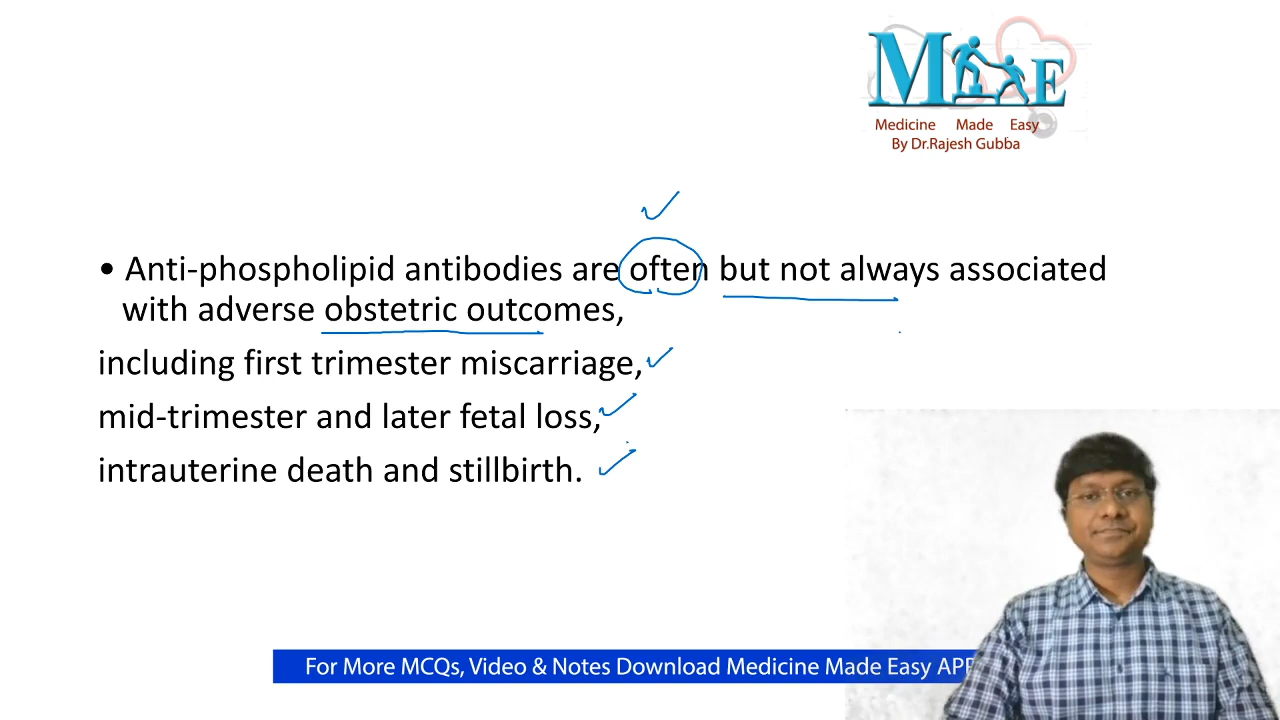 M E
Medicine Made Easy
By Dr.Rajesh Gubba
• Anti-phospholipid antibodies are often but not always associated
with adverse obstetric outcomes,
including first trimester miscarriage,
mid-trimester and later fetal loss,
intrauterine death and stillbirth.
For More MCQs, Video & Notes Download Medicine Made Easy APP